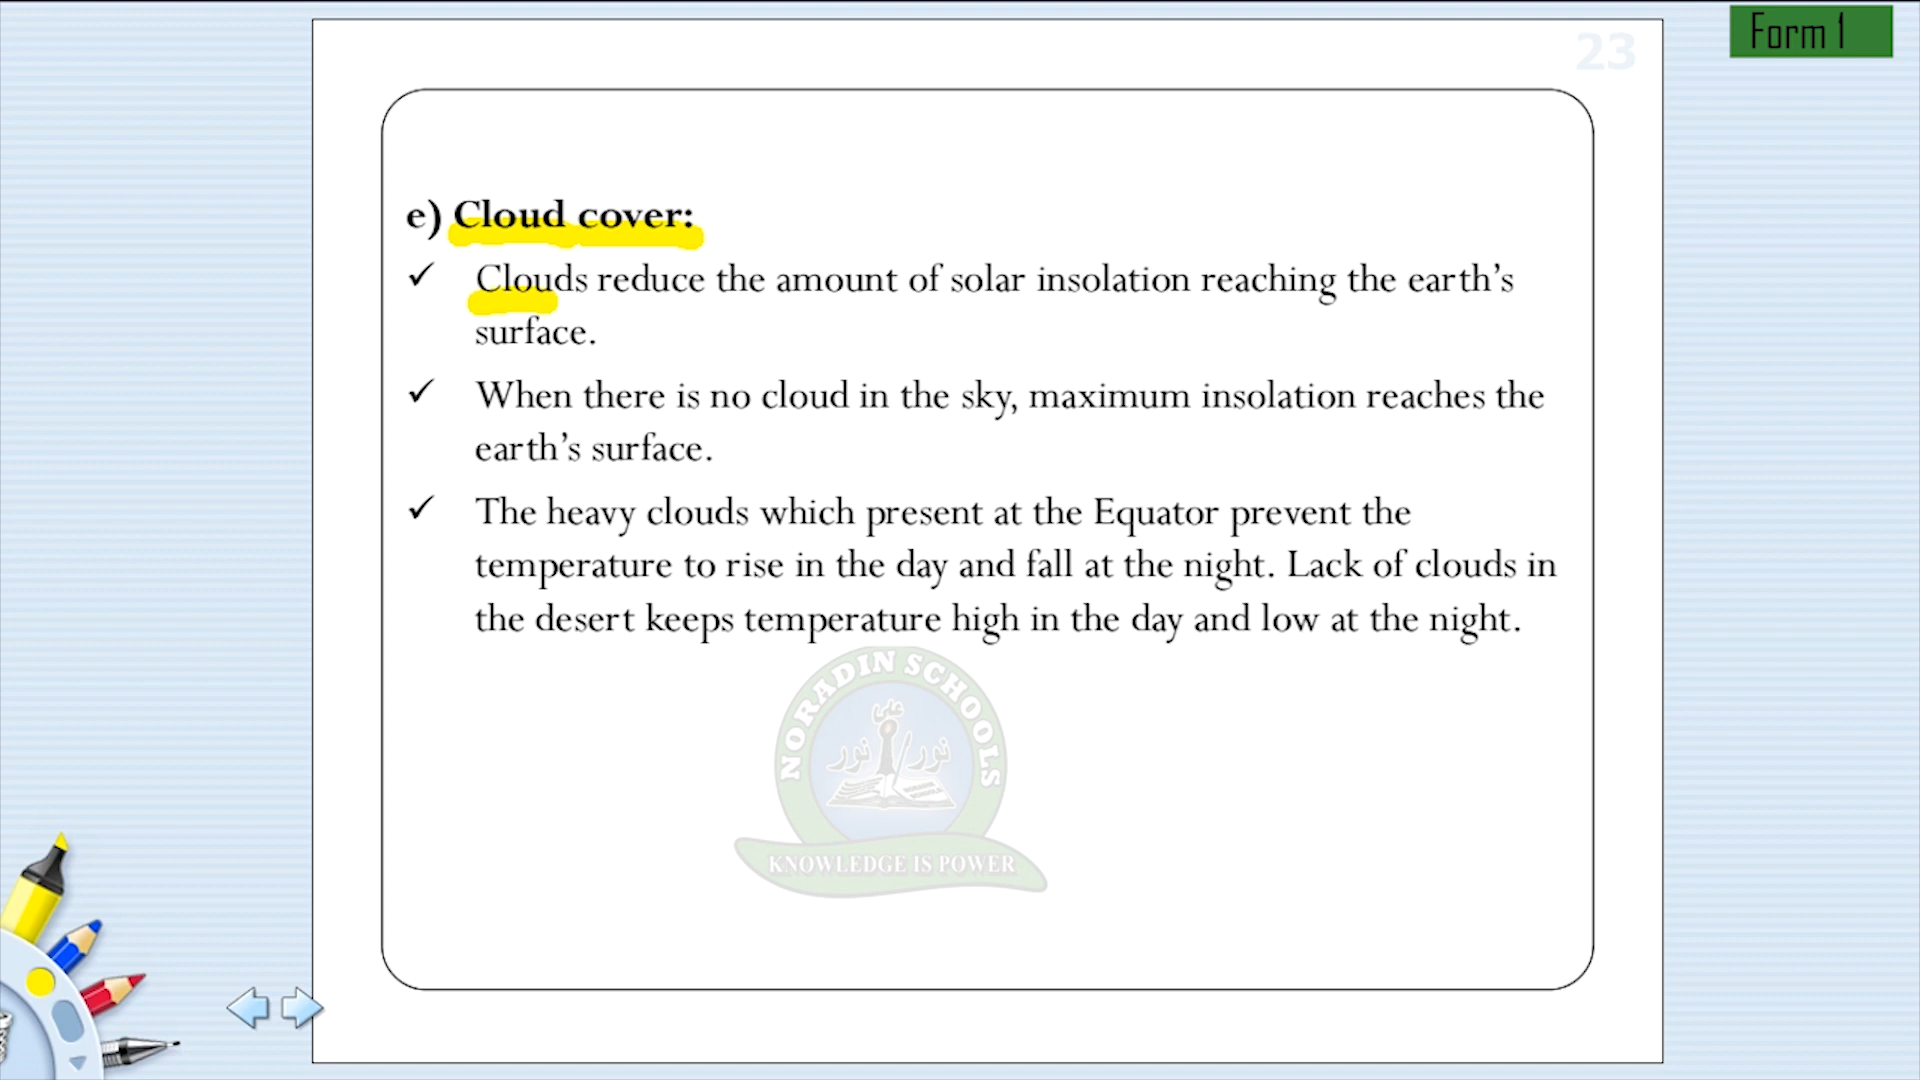 Form 1
23
e) Cloud cover:
✓ Clouds reduce the amount of solar insolation reaching the earth’s
surface.
✓ When there is no cloud in the sky, maximum insolation reaches the
earth’s surface.
✓ The heavy clouds which present at the Equator prevent the
temperature to rise in the day and fall at the night. Lack of clouds in
the desert keeps temperature high in the day and low at the night.
NORADIN SCHOOLS
نور نور
KNOWLEDGE IS POWER